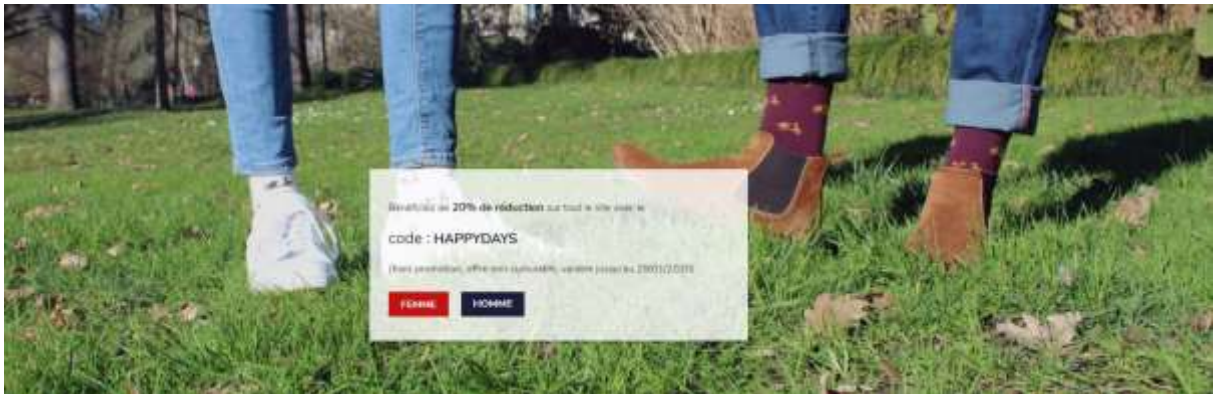 Bénéficiez de 20% de réduction sur tout le site avec le
code : HAPPYDAYS
(hors promotion, offre non cumulable, valable jusqu'au
FEMME
HOMME